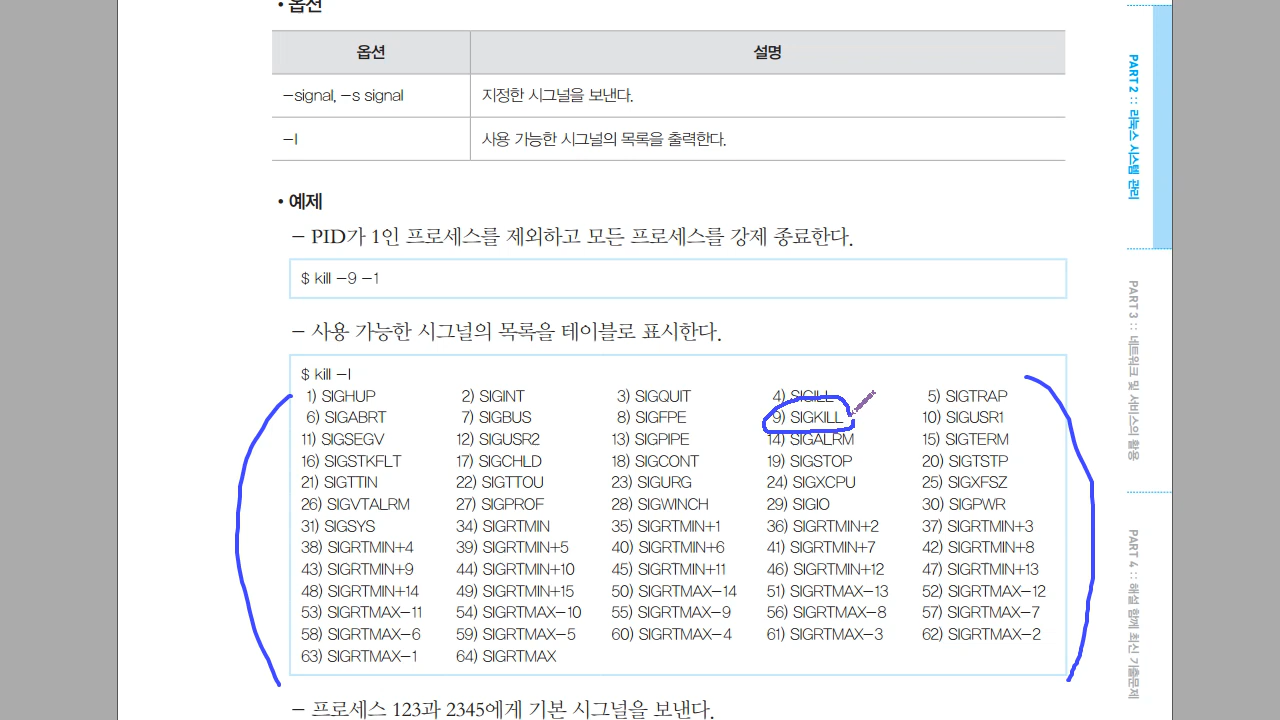 • 옵션
옵션 설명
-signal, -s signal 지정한 시그널을 보낸다.
-l 사용 가능한 시그널의 목록을 출력한다.
• 예제
- PID가 1인 프로세스를 제외하고 모든 프로세스를 강제 종료한다.
$ kill -9 -1
- 사용 가능한 시그널의 목록을 테이블로 표시한다.
$ kill -l
1) SIGHUP 2) SIGINT 3) SIGQUIT 4) SIGILL 5) SIGTRAP
6) SIGABRT 7) SIGBUS 8) SIGFPE 9) SIGKILL 10) SIGUSR1
11) SIGSEGV 12) SIGUSR2 13) SIGPIPE 14) SIGALRM 15) SIGTERM
16) SIGSTKFLT 17) SIGCHLD 18) SIGCONT 19) SIGSTOP 20) SIGTSTP
21) SIGTTIN 22) SIGTTOU 23) SIGURG 24) SIGXCPU 25) SIGXFSZ
26) SIGVTALRM 27) SIGPROF 28) SIGWINCH 29) SIGIO 30) SIGPWR
31) SIGSYS 34) SIGRTMIN 35) SIGRTMIN+1 36) SIGRTMIN+2 37) SIGRTMIN+3
38) SIGRTMIN+4 39) SIGRTMIN+5 40) SIGRTMIN+6 41) SIGRTMIN+7 42) SIGRTMIN+8
43) SIGRTMIN+9 44) SIGRTMIN+10 45) SIGRTMIN+11 46) SIGRTMIN+12 47) SIGRTMIN+13
48) SIGRTMIN+14 49) SIGRTMIN+15 50) SIGRTMAX-14 51) SIGRTMAX-13 52) SIGRTMAX-12
53) SIGRTMAX-11 54) SIGRTMAX-10 55) SIGRTMAX-9 56) SIGRTMAX-8 57) SIGRTMAX-7
58) SIGRTMAX-6 59) SIGRTMAX-5 60) SIGRTMAX-4 61) SIGRTMAX-3 62) SIGRTMAX-2
63) SIGRTMAX-1 64) SIGRTMAX
- 프로세스 123과 2345에게 기본 시그널을 보낸다.
PART 2 :: 리눅스 시스템 관리
PART 3 :: 네트워크 및 서비스의 활용
PART 4 :: 해설 함께 최신 기출문제